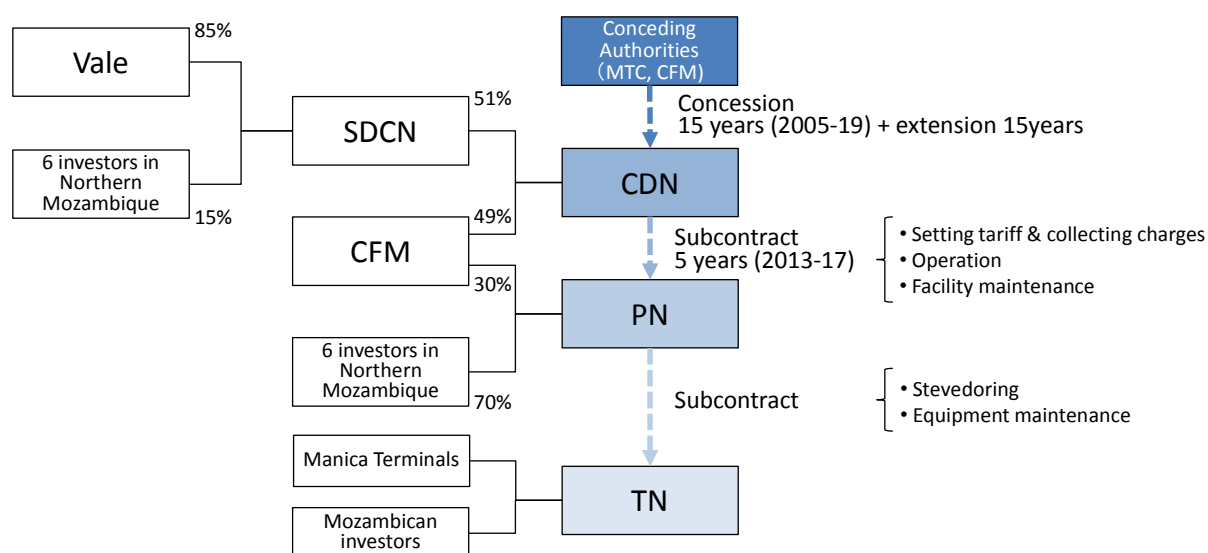 85%
Vale
Conceding
Authorities
（MTC, CFM)
51%
Concession
15 years (2005-19) + extension 15years
SDCN
6 investors in
Northern
Mozambique
15%
CDN
49%
CFM
Subcontract
5 years (2013-17)
• Setting tariff & collecting charges
• Operation
• Facility maintenance
30%
PN
6 investors in
Northern
Mozambique
70%
Subcontract
• Stevedoring
• Equipment maintenance
Manica Terminals
TN
Mozambican
investors